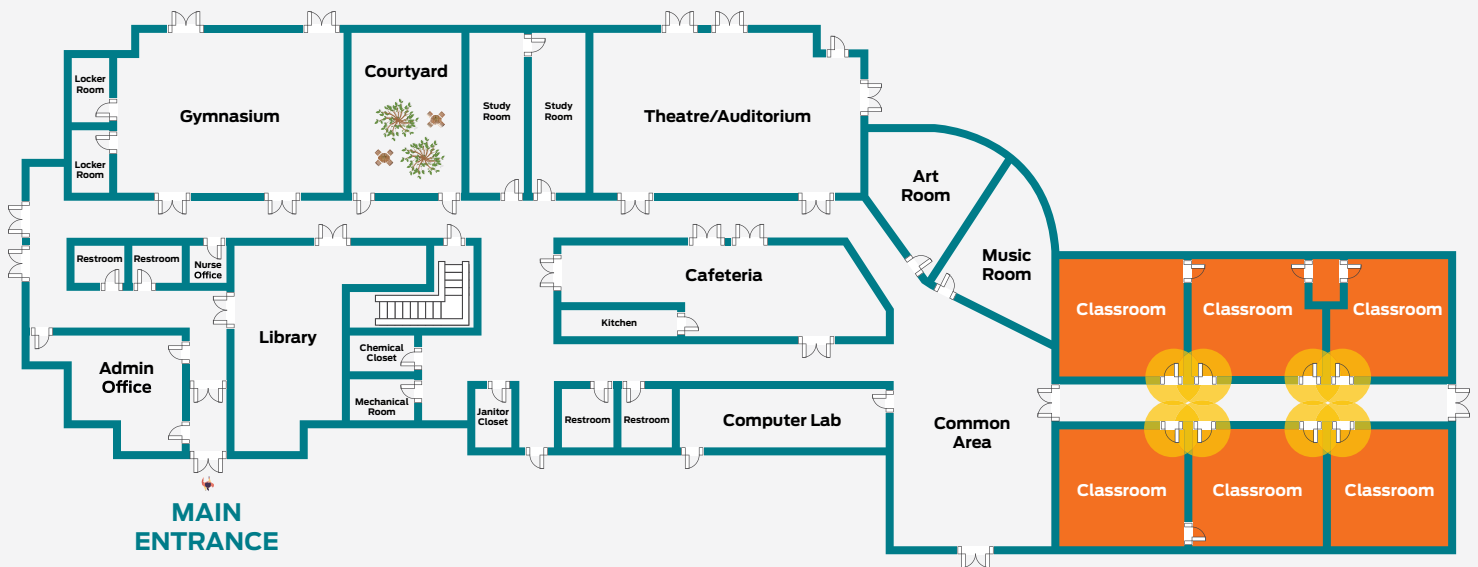 Locker
Room
Gymnasium
Courtyard
Study
Room
Study
Room
Theatre/Auditorium
Locker
Room
Art
Room
Music
Room
Restroom
Restroom
Nurse
Office
Library
Cafeteria
Kitchen
Classroom
Classroom
Classroom
Admin
Office
Chemical
Closet
Mechanical
Room
Janitor
Closet
Restroom
Restroom
Computer Lab
Common
Area
Classroom
Classroom
Classroom
MAIN
ENTRANCE